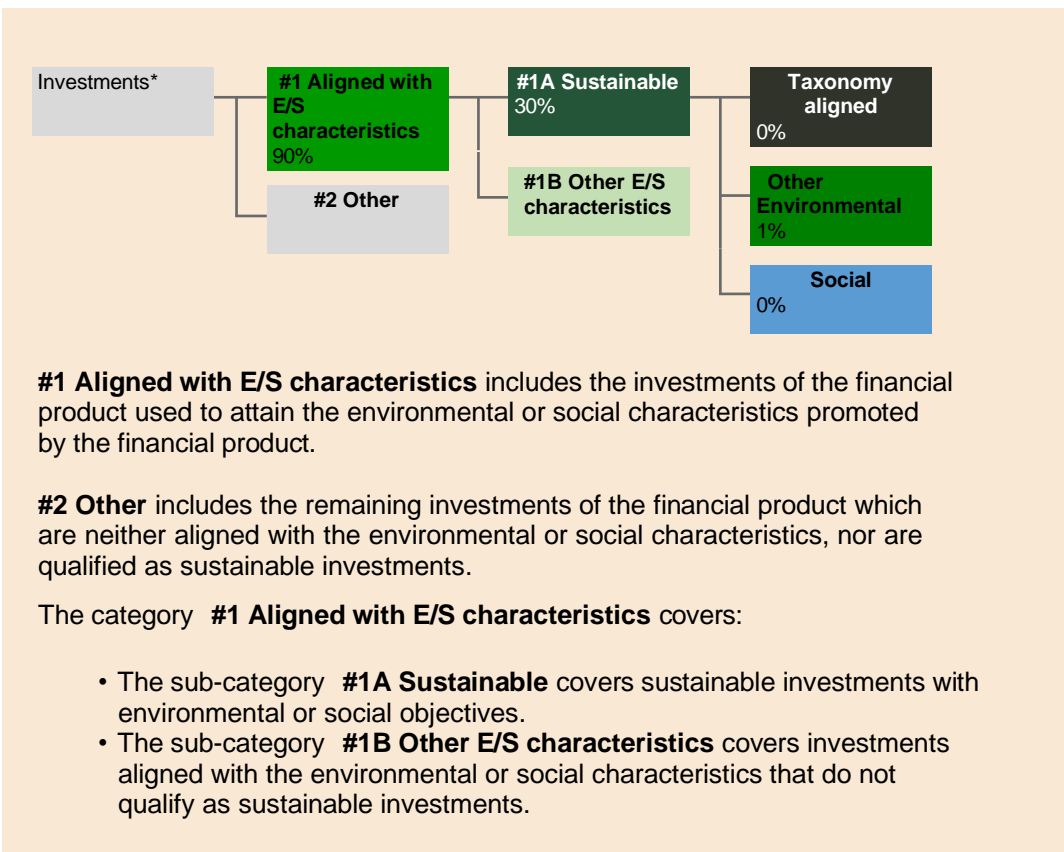 Investments*
#1 Aligned with
E/S
characteristics
90%
#2 Other
#1A Sustainable
30%
#1B Other E/S
characteristics
Taxonomy
aligned
0%
Other
Environmental
1%
Social
0%
#1 Aligned with E/S characteristics includes the investments of the financial
product used to attain the environmental or social characteristics promoted
by the financial product.
#2 Other includes the remaining investments of the financial product which
are neither aligned with the environmental or social characteristics, nor are
qualified as sustainable investments.
The category #1 Aligned with E/S characteristics covers:
• The sub-category #1A Sustainable covers sustainable investments with
environmental or social objectives.
• The sub-category #1B Other E/S characteristics covers investments
aligned with the environmental or social characteristics that do not
qualify as sustainable investments.